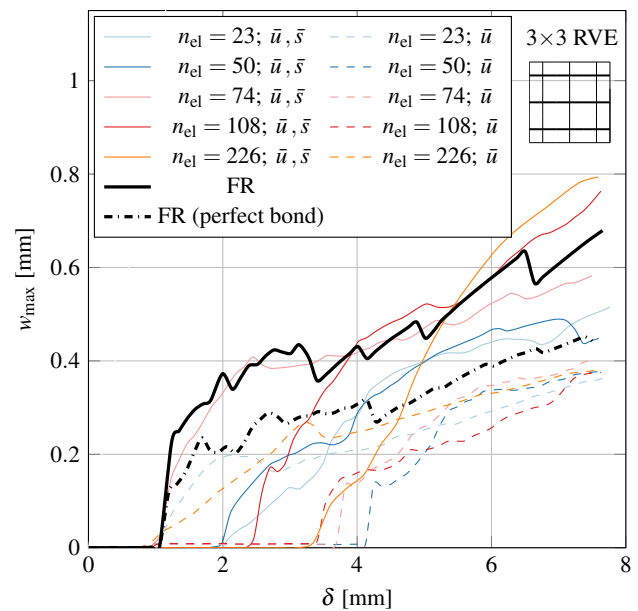 n_el = 23; ū, s̄
n_el = 23; ū
n_el = 50; ū, s̄
n_el = 50; ū
n_el = 74; ū, s̄
n_el = 74; ū
n_el = 108; ū, s̄
n_el = 108; ū
n_el = 226; ū, s̄
n_el = 226; ū
FR
FR (perfect bond)
3×3 RVE
1
0.8
0.6
0.4
0.2
0
w_max [mm]
0 2 4 6 8
δ [mm]